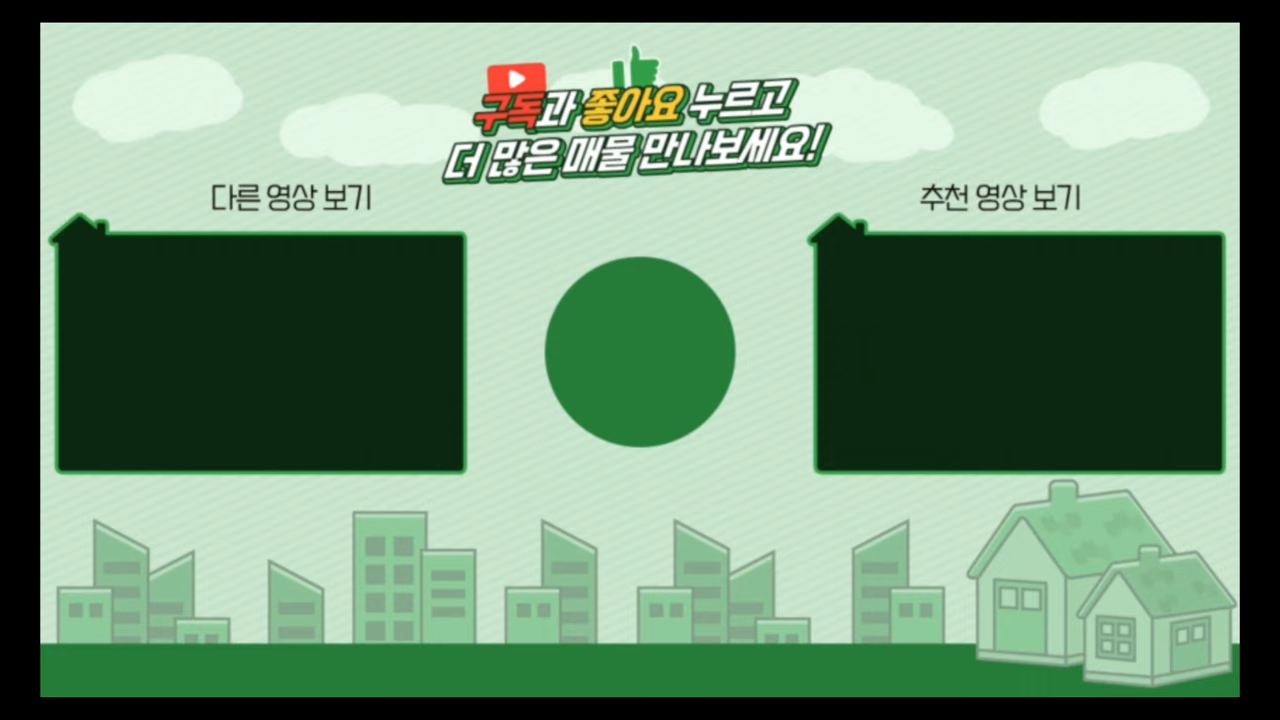 구독과 좋아요 누르고
더 많은 매물 만나보세요!
다른 영상 보기
추천 영상 보기